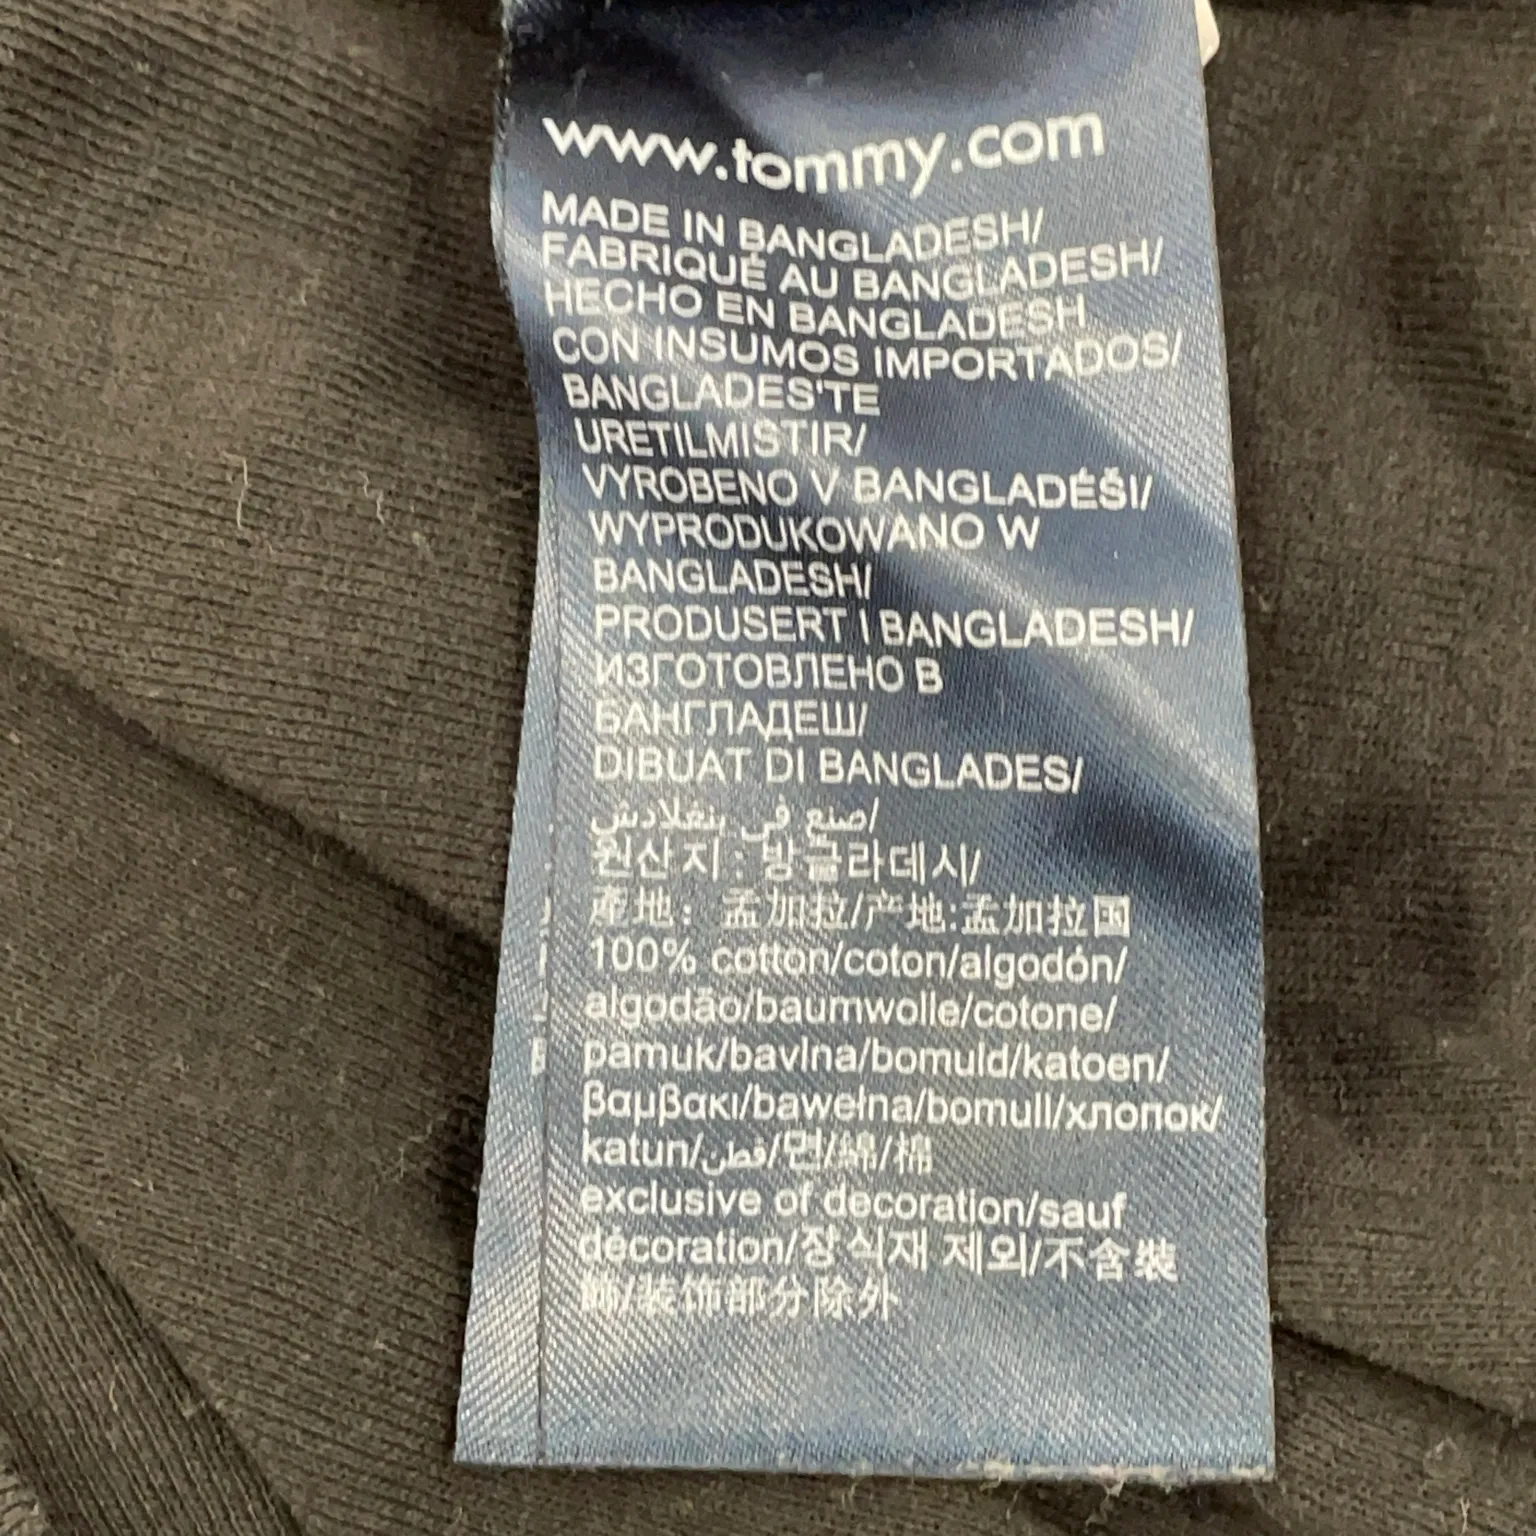 www.tommy.com
MADE IN BANGLADESH/
FABRIQUÉ AU BANGLADESH/
HECHO EN BANGLADESH
CON INSUMOS IMPORTADOS/
BANGLADES'TE
URETILMISTIR/
VYROBENO V BANGLADÉŠI/
WYPRODUKOWANO W
BANGLADESH/
PRODUSERT I BANGLADESH/
ИЗГОТОВЛЕНО В
БАНГЛАДЕШ/
DIBUAT DI BANGLADES/
صنع في بنغلادش/
원산지 : 방글라데시/
産地：孟加拉/产地:孟加拉国
100% cotton/coton/algodón/
algodão/baumwolle/cotone/
pamuk/bavlna/bomuld/katoen/
βαμβακι/bawełna/bomull/хлопок/
katun/قطن/면/綿/棉
exclusive of decoration/sauf
décoration/장식재 제외/不含裝
飾/装饰部分除外